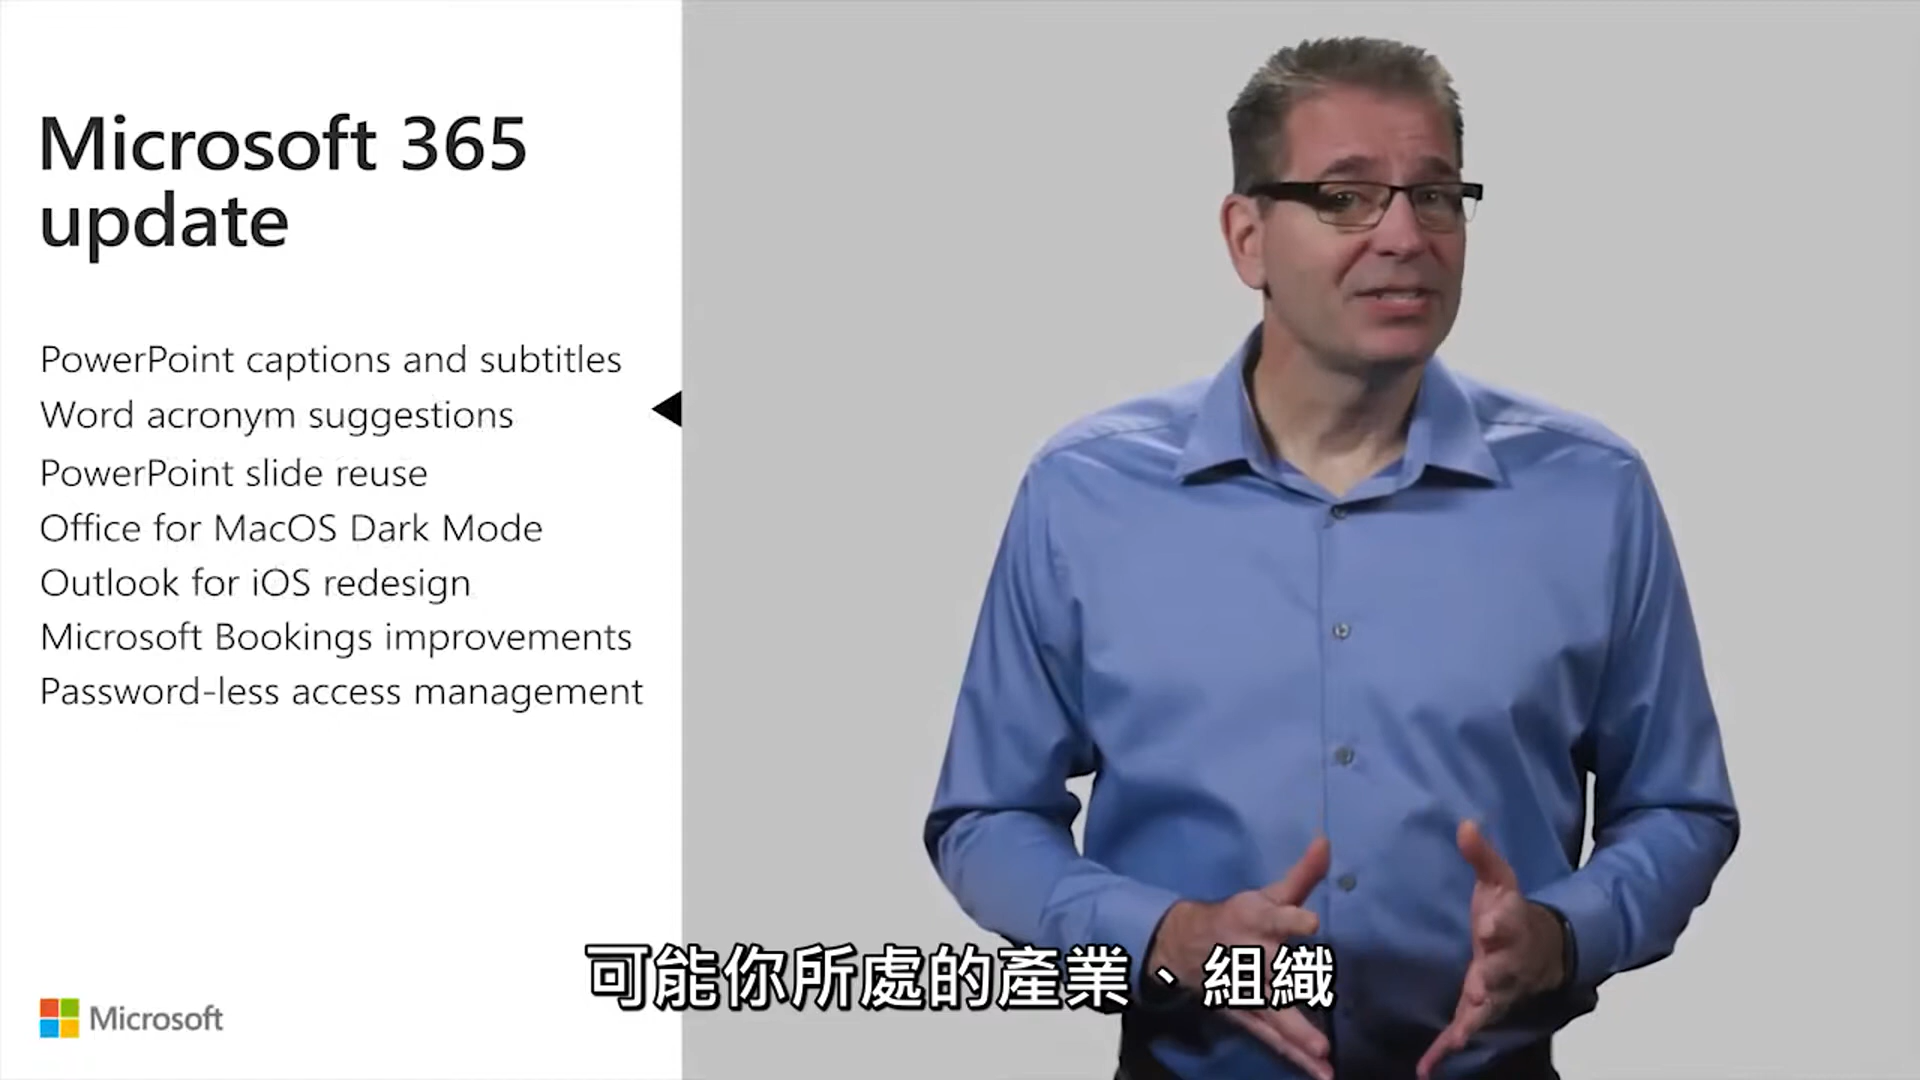 Microsoft 365
update
PowerPoint captions and subtitles
Word acronym suggestions
PowerPoint slide reuse
Office for MacOS Dark Mode
Outlook for iOS redesign
Microsoft Bookings improvements
Password-less access management
可能你所處的產業、組織
Microsoft